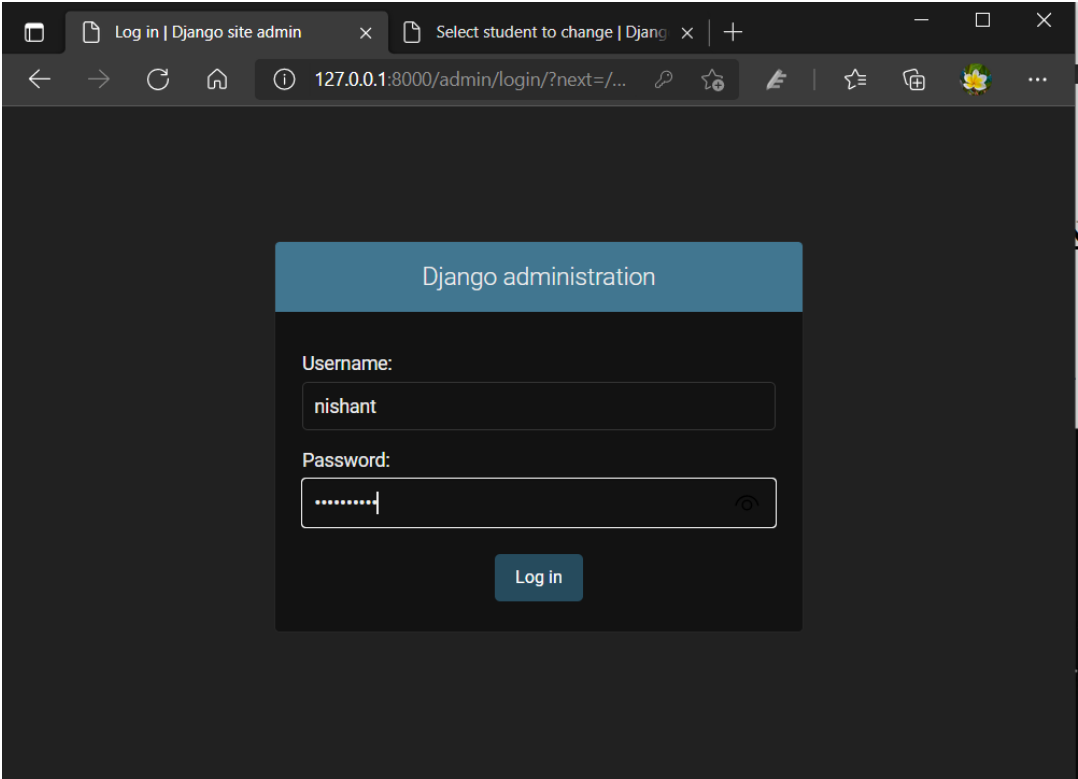 Log in | Django site admin
Select student to change | Djang
127.0.0.1:8000/admin/login/?next=/...
Django administration
Username:
nishant
Password:
••••••••••
Log in